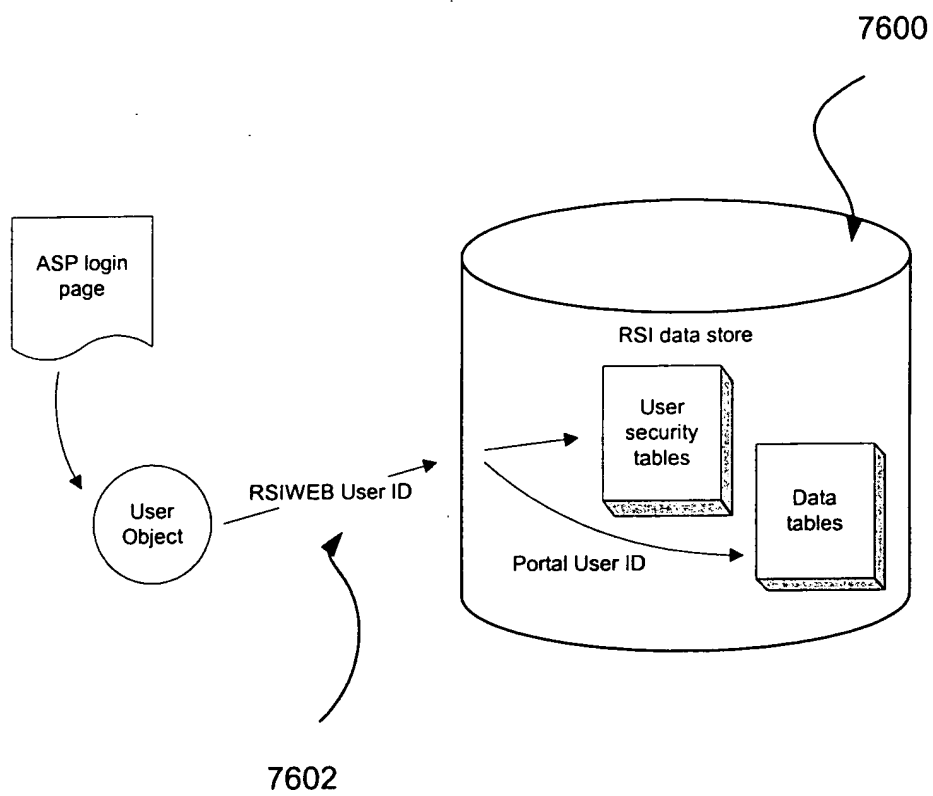 7600
ASP login
page
RSI data store
User
security
tables
RSIWEB User ID
User
Object
Data
tables
Portal User ID
7602